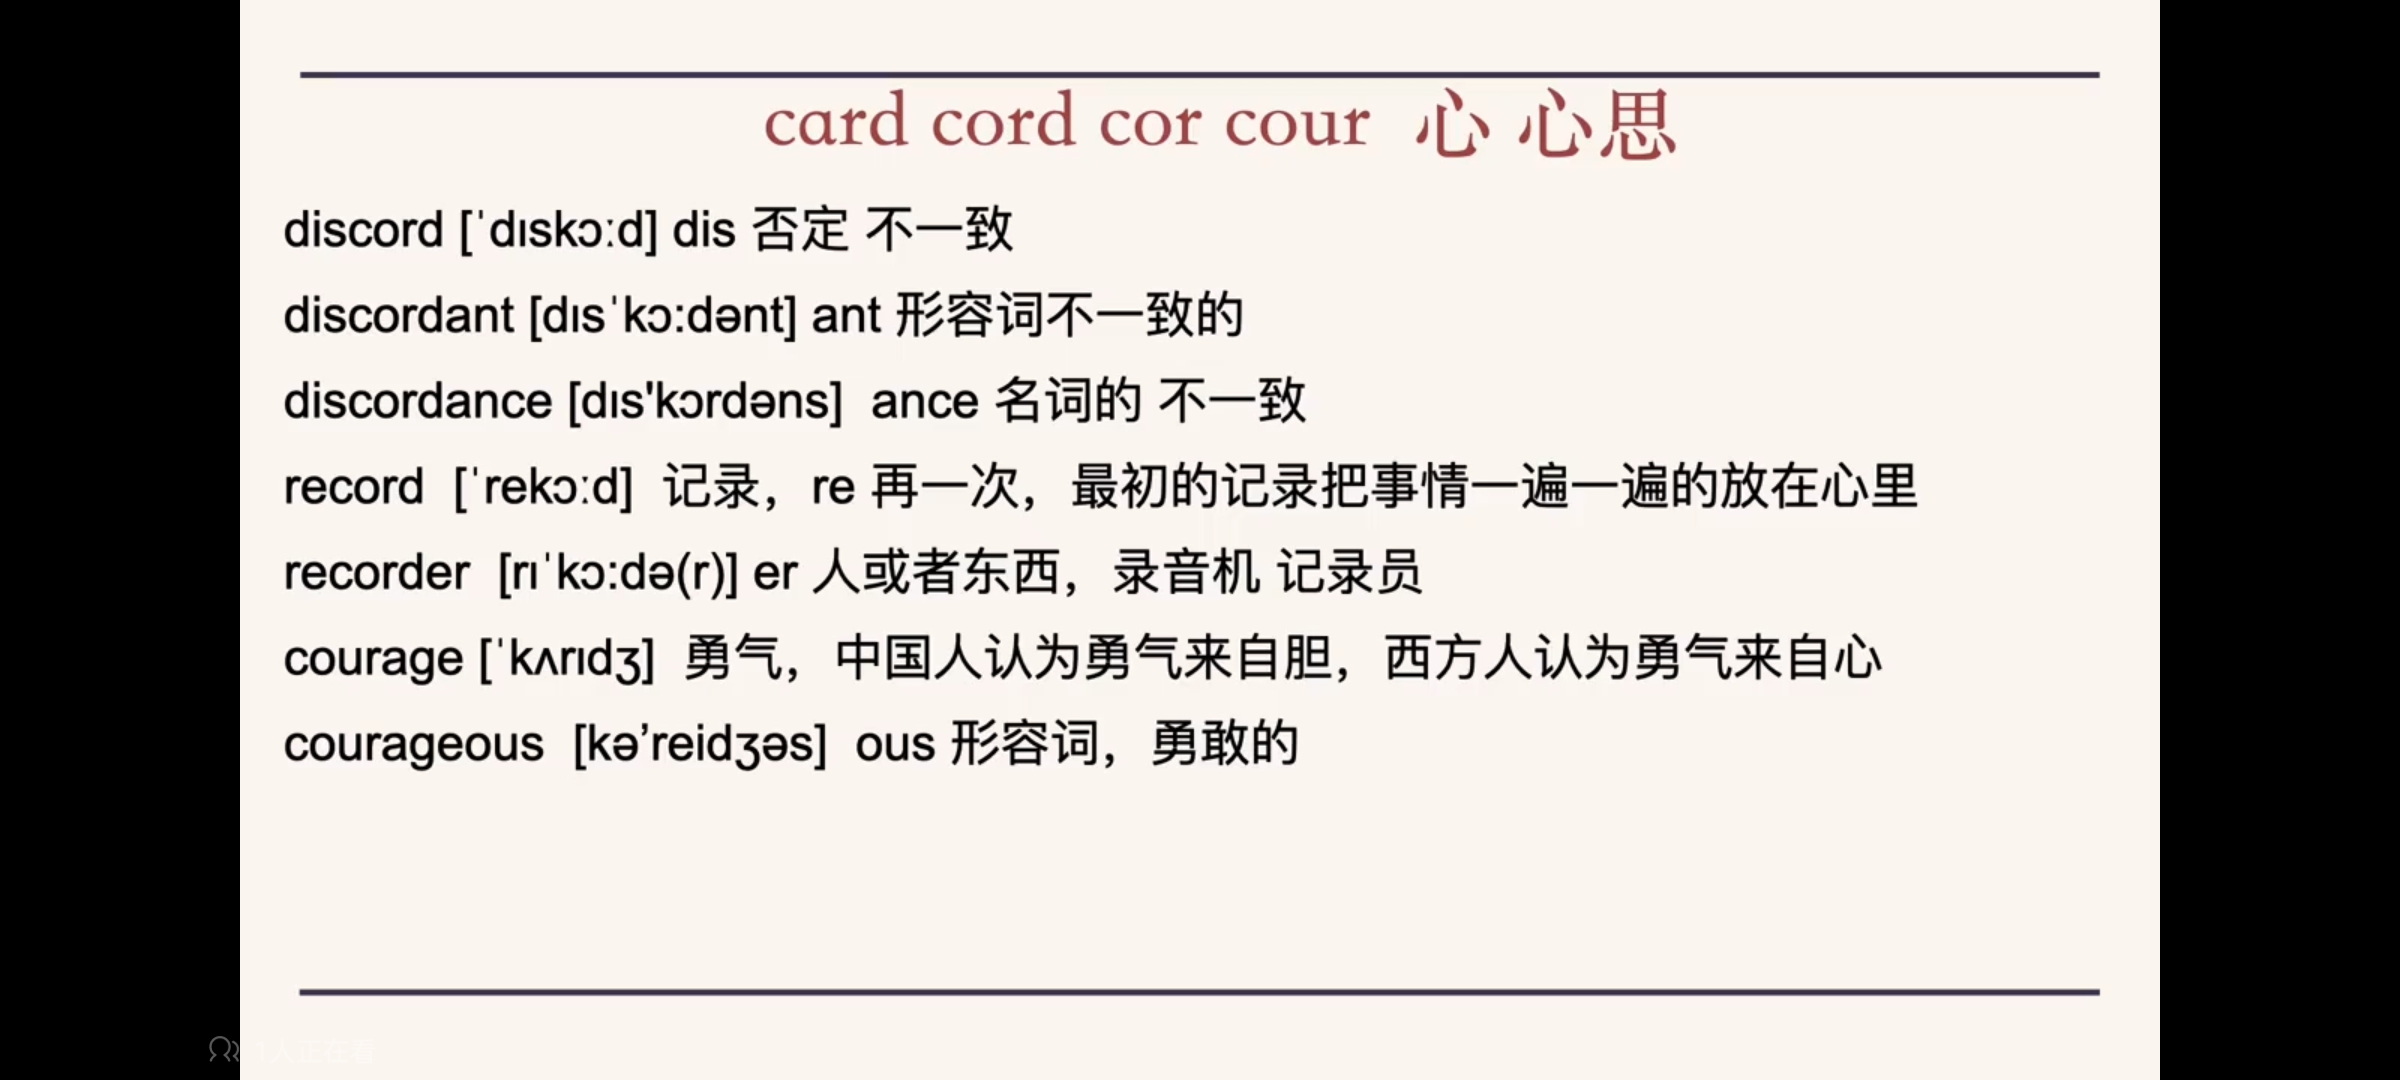 card cord cor cour 心 心思
discord [ˈdɪskɔːd] dis 否定 不一致
discordant [dɪsˈkɔ:dənt] ant 形容词不一致的
discordance [dɪs'kɔrdəns] ance 名词的 不一致
record [ˈrekɔːd] 记录，re 再一次，最初的记录把事情一遍一遍的放在心里
recorder [rɪˈkɔ:də(r)] er 人或者东西，录音机 记录员
courage [ˈkʌrɪdʒ] 勇气，中国人认为勇气来自胆，西方人认为勇气来自心
courageous [kə’reidʒəs] ous 形容词，勇敢的
人正在看